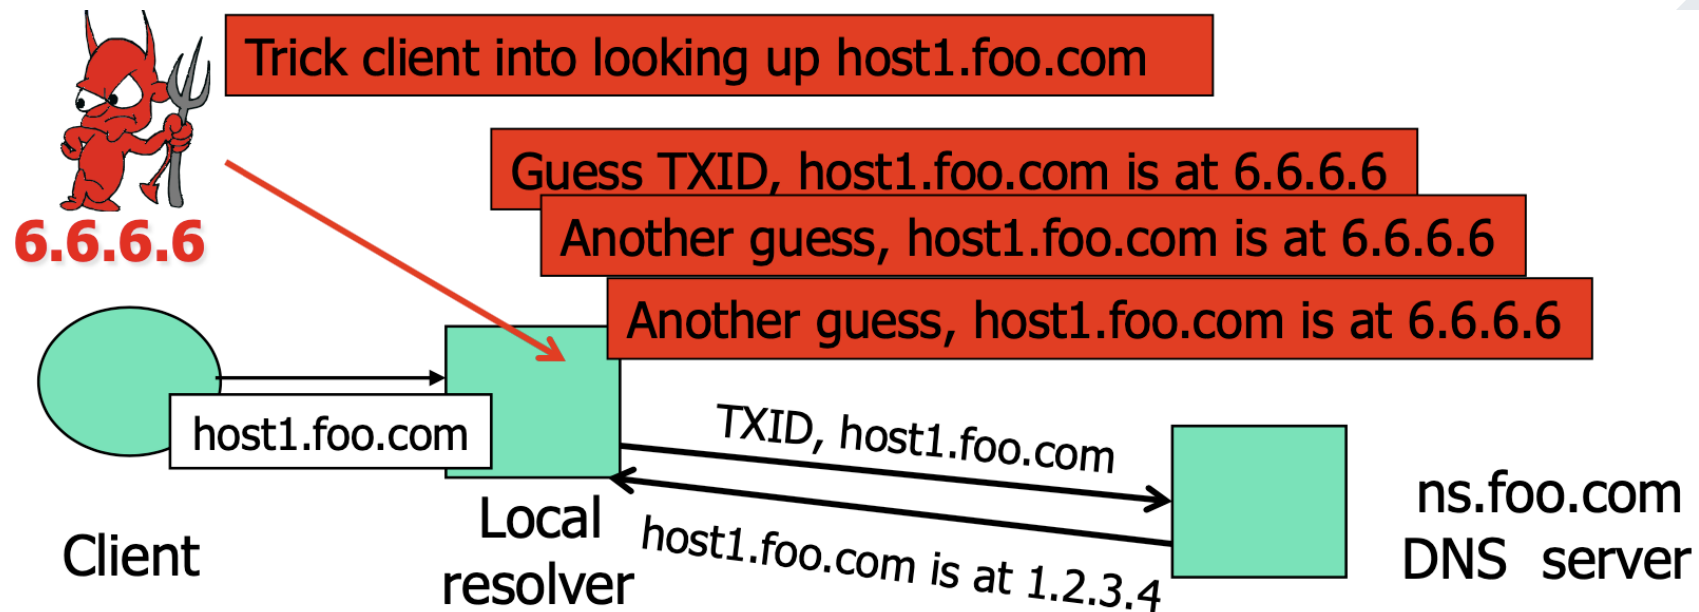 Trick client into looking up host1.foo.com
Guess TXID, host1.foo.com is at 6.6.6.6
Another guess, host1.foo.com is at 6.6.6.6
6.6.6.6
Another guess, host1.foo.com is at 6.6.6.6
host1.foo.com
TXID, host1.foo.com
host1.foo.com is at 1.2.3.4
Client
Local
resolver
ns.foo.com
DNS server